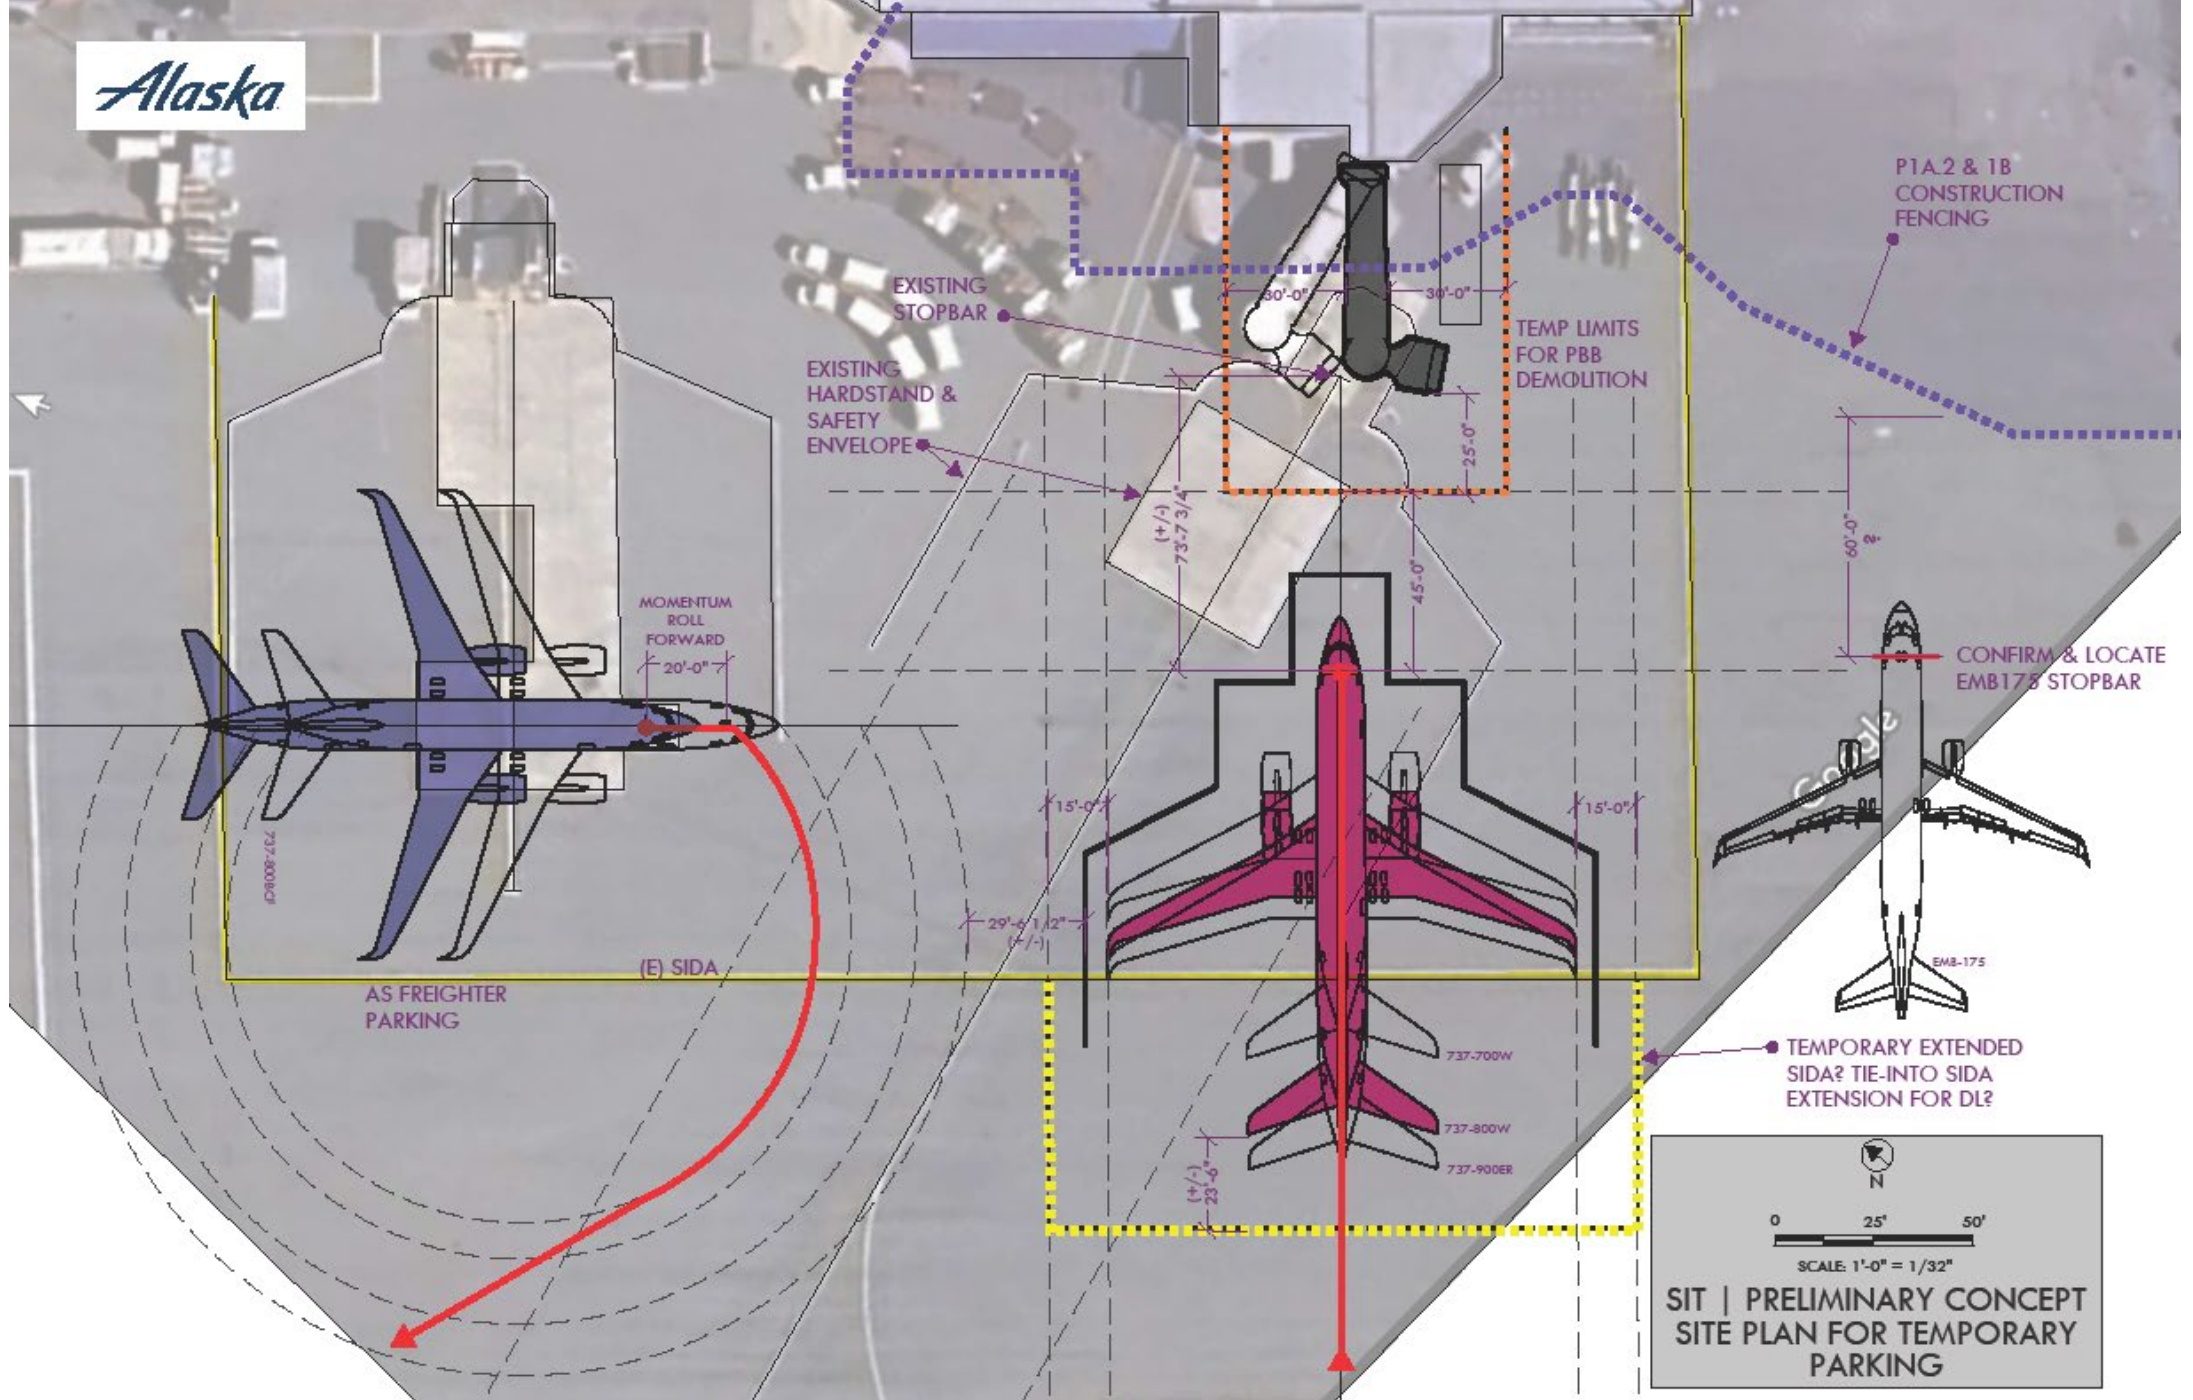 Alaska
P1A.2 & 1B
CONSTRUCTION
FENCING
EXISTING
STOPBAR
30'-0"
30'-0"
TEMP LIMITS
FOR PBB
DEMOLITION
EXISTING
HARDSTAND &
SAFETY
ENVELOPE
25'-0"
(+/-)
73'-7 3/4"
60'-0"
?
45'-0"
MOMENTUM
ROLL
FORWARD
20'-0"
CONFIRM & LOCATE
EMB175 STOPBAR
Google
15'-0"
15'-0"
737-800BCF
29'-6 1/2"
(+/-)
(E) SIDA
EMB-175
AS FREIGHTER
PARKING
737-700W
TEMPORARY EXTENDED
SIDA? TIE-INTO SIDA
EXTENSION FOR DL?
737-800W
737-900ER
(+/-)
23'-6"
N
0 25' 50'
SCALE: 1'-0" = 1/32"
SIT | PRELIMINARY CONCEPT
SITE PLAN FOR TEMPORARY
PARKING